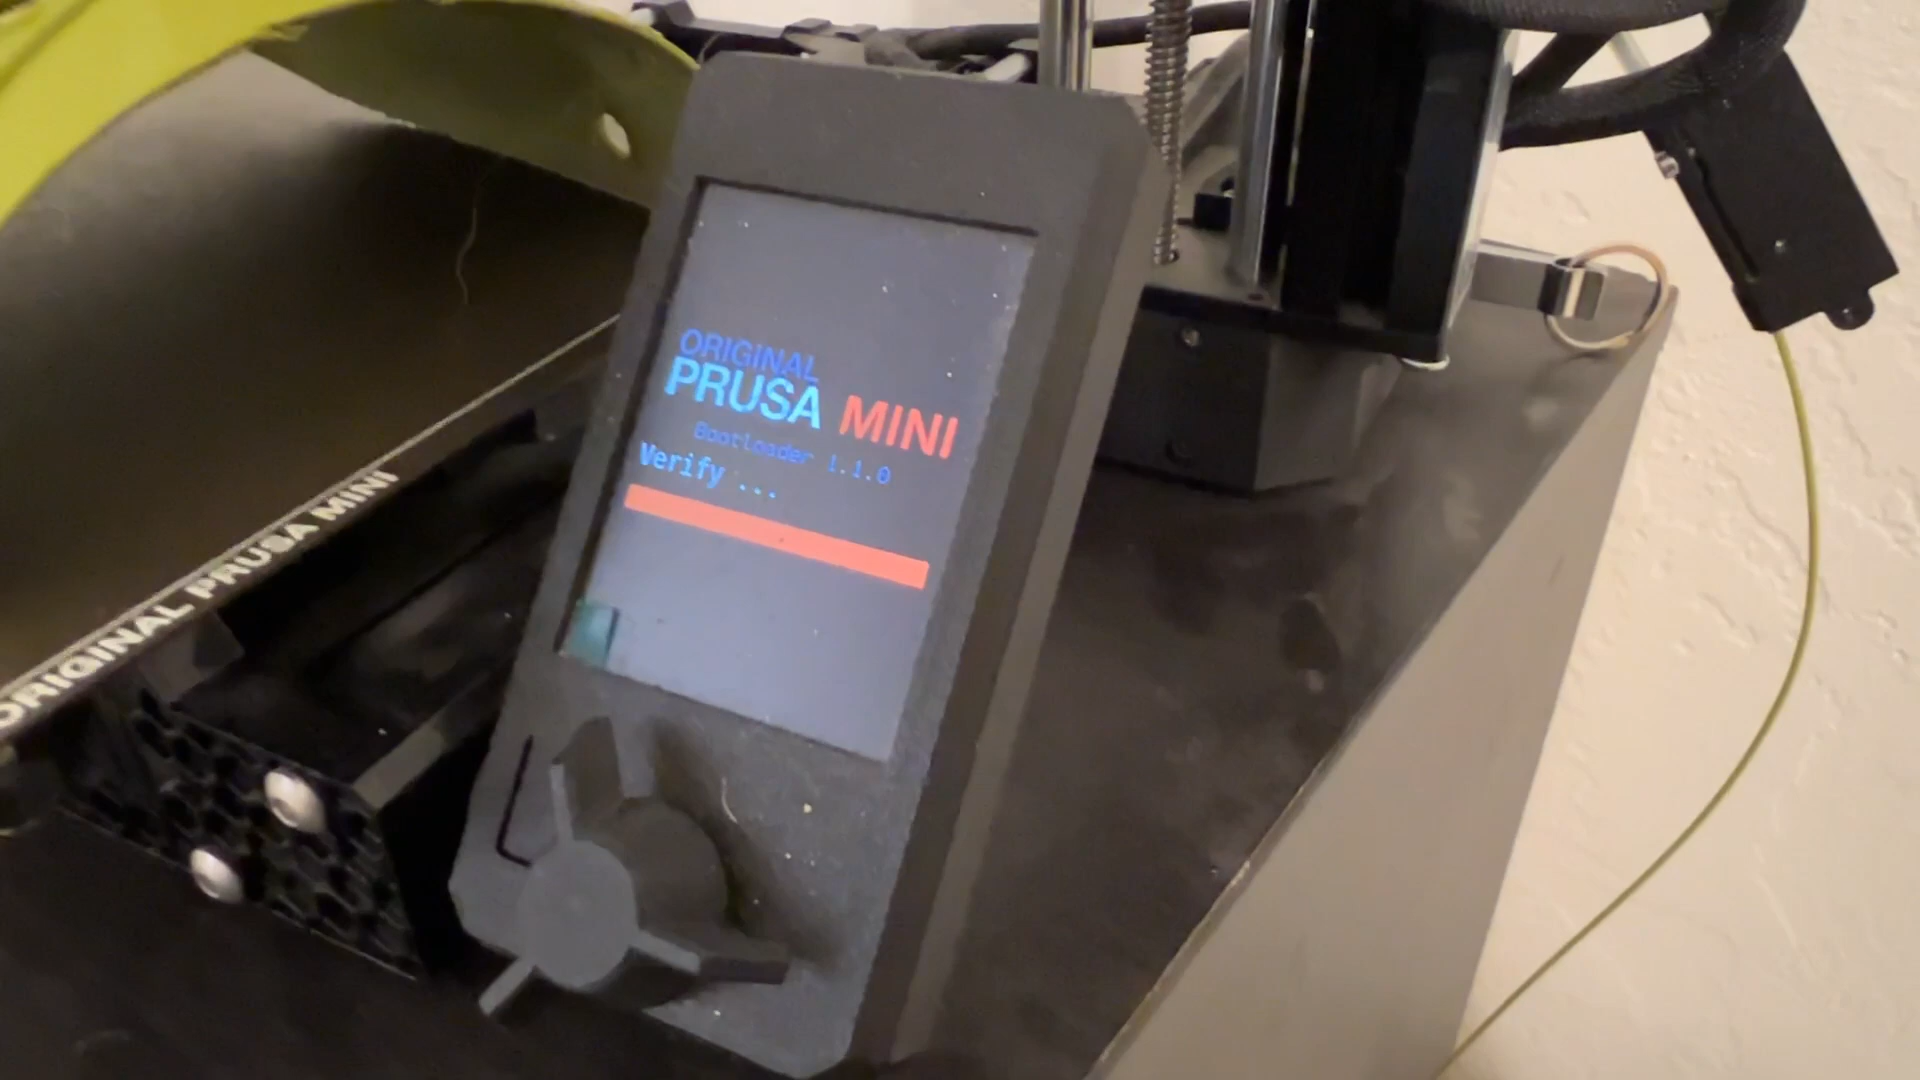 ORIGINAL
PRUSA MINI
Bootloader 1.1.0
Verify ...
ORIGINAL PRUSA MINI